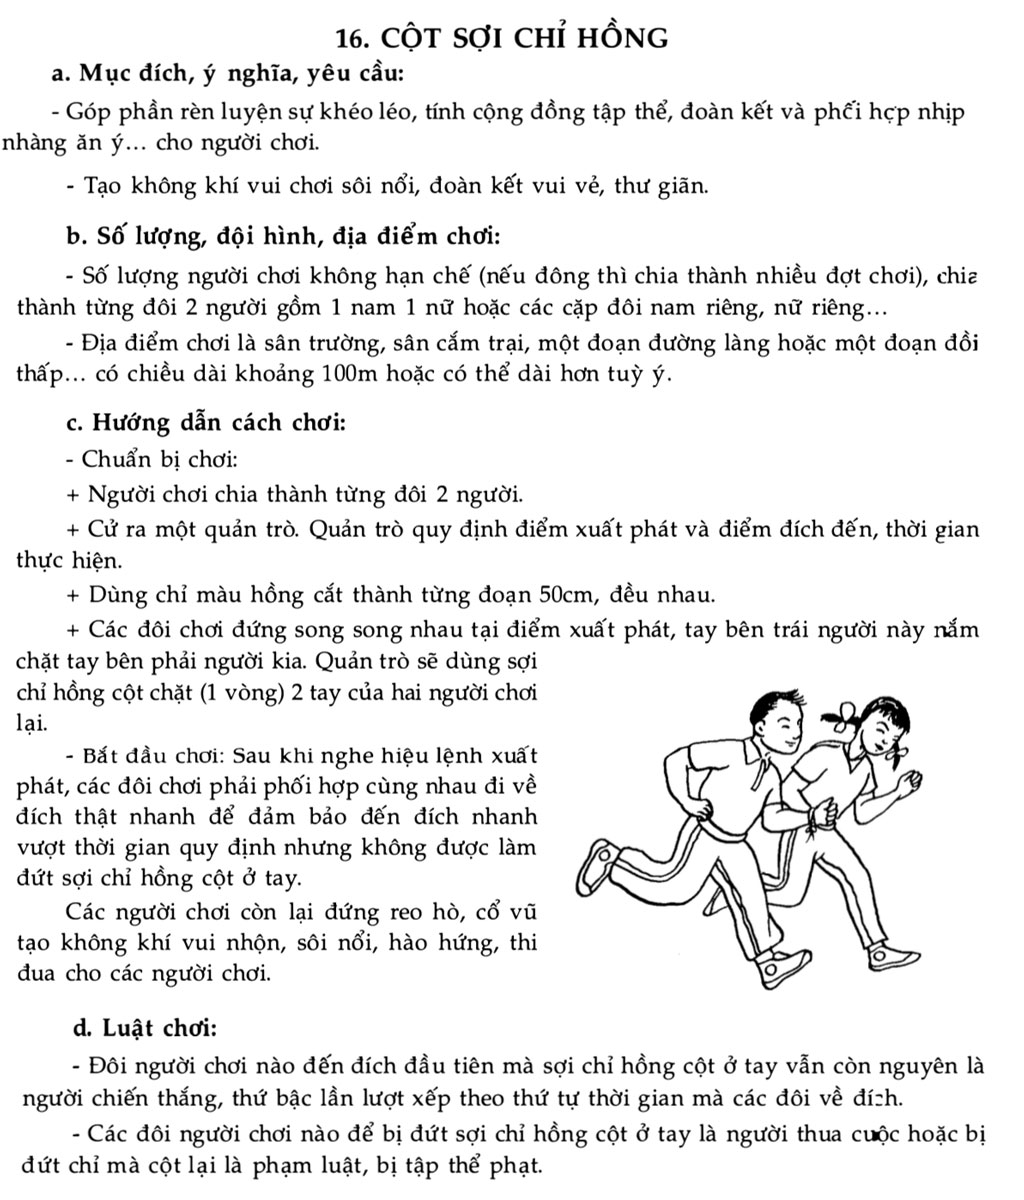 16. CỘT SỢI CHỈ HỒNG
a. Mục đích, ý nghĩa, yêu cầu:
- Góp phần rèn luyện sự khéo léo, tính cộng đồng tập thể, đoàn kết và phối hợp nhịp
nhàng ăn ý... cho người chơi.
- Tạo không khí vui chơi sôi nổi, đoàn kết vui vẻ, thư giãn.
b. Số lượng, đội hình, địa điểm chơi:
- Số lượng người chơi không hạn chế (nếu đông thì chia thành nhiều đợt chơi), chia
thành từng đôi 2 người gồm 1 nam 1 nữ hoặc các cặp đôi nam riêng, nữ riêng...
- Địa điểm chơi là sân trường, sân cắm trại, một đoạn đường làng hoặc một đoạn đồi
thấp... có chiều dài khoảng 100m hoặc có thể dài hơn tuỳ ý.
c. Hướng dẫn cách chơi:
- Chuẩn bị chơi:
+ Người chơi chia thành từng đôi 2 người.
+ Cử ra một quản trò. Quản trò quy định điểm xuất phát và điểm đích đến, thời gian
thực hiện.
+ Dùng chỉ màu hồng cắt thành từng đoạn 50cm, đều nhau.
+ Các đôi chơi đứng song song nhau tại điểm xuất phát, tay bên trái người này nắm
chặt tay bên phải người kia. Quản trò sẽ dùng sợi
chỉ hồng cột chặt (1 vòng) 2 tay của hai người chơi
lại.
- Bắt đầu chơi: Sau khi nghe hiệu lệnh xuất
phát, các đôi chơi phải phối hợp cùng nhau đi về
đích thật nhanh để đảm bảo đến đích nhanh
vượt thời gian quy định nhưng không được làm
đứt sợi chỉ hồng cột ở tay.
Các người chơi còn lại đứng reo hò, cổ vũ
tạo không khí vui nhộn, sôi nổi, hào hứng, thi
đua cho các người chơi.
d. Luật chơi:
- Đôi người chơi nào đến đích đầu tiên mà sợi chỉ hồng cột ở tay vẫn còn nguyên là
người chiến thắng, thứ bậc lần lượt xếp theo thứ tự thời gian mà các đôi về đích.
- Các đôi người chơi nào để bị đứt sợi chỉ hồng cột ở tay là người thua cuộc hoặc bị
đứt chỉ mà cột lại là phạm luật, bị tập thể phạt.